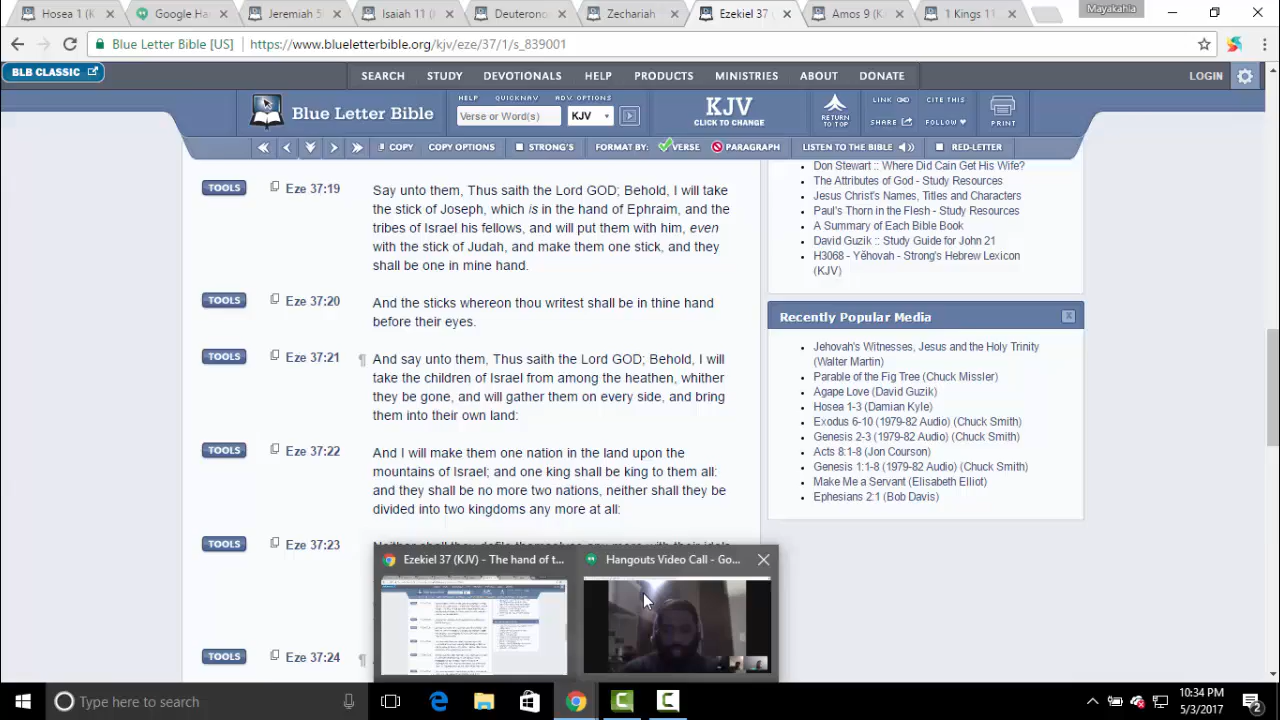 Hosea 1 (K
Google Ha
Jeremiah 5
Isaiah 11 (
Deuterono
Zechariah
Ezekiel 37
Amos 9 (K
1 Kings 11
Mayakahla
Blue Letter Bible [US]
https://www.blueletterbible.org/kjv/eze/37/1/s_839001
BLB CLASSIC
SEARCH STUDY DEVOTIONALS HELP PRODUCTS MINISTRIES ABOUT DONATE
LOGIN
Blue Letter Bible
HELP QUICKNAV ADV. OPTIONS
Verse or Word(s)
KJV
KJV
CLICK TO CHANGE
RETURN
TO TOP
LINK CITE THIS
SHARE FOLLOW
PRINT
COPY COPY OPTIONS STRONG'S FORMAT BY: VERSE PARAGRAPH LISTEN TO THE BIBLE RED-LETTER
TOOLS Eze 37:19
Say unto them, Thus saith the Lord GOD; Behold, I will take
the stick of Joseph, which is in the hand of Ephraim, and the
tribes of Israel his fellows, and will put them with him, even
with the stick of Judah, and make them one stick, and they
shall be one in mine hand.
TOOLS Eze 37:20
And the sticks whereon thou writest shall be in thine hand
before their eyes.
TOOLS Eze 37:21
¶ And say unto them, Thus saith the Lord GOD; Behold, I will
take the children of Israel from among the heathen, whither
they be gone, and will gather them on every side, and bring
them into their own land:
TOOLS Eze 37:22
And I will make them one nation in the land upon the
mountains of Israel; and one king shall be king to them all:
and they shall be no more two nations, neither shall they be
divided into two kingdoms any more at all:
TOOLS Eze 37:23
Neither shall they defile themselves any more with their idols
TOOLS Eze 37:24
¶
Don Stewart :: Where Did Cain Get His Wife?
The Attributes of God - Study Resources
Jesus Christ's Names, Titles and Characters
Paul's Thorn in the Flesh - Study Resources
A Summary of Each Bible Book
David Guzik :: Study Guide for John 21
H3068 - Yĕhovah - Strong's Hebrew Lexicon
(KJV)
Recently Popular Media
Jehovah's Witnesses, Jesus and the Holy Trinity
(Walter Martin)
Parable of the Fig Tree (Chuck Missler)
Agape Love (David Guzik)
Hosea 1-3 (Damian Kyle)
Exodus 6-10 (1979-82 Audio) (Chuck Smith)
Genesis 2-3 (1979-82 Audio) (Chuck Smith)
Acts 8:1-8 (Jon Courson)
Genesis 1:1-8 (1979-82 Audio) (Chuck Smith)
Make Me a Servant (Elisabeth Elliot)
Ephesians 2:1 (Bob Davis)
Ezekiel 37 (KJV) - The hand of t...
Hangouts Video Call - Go...
Type here to search
10:34 PM
5/3/2017
2